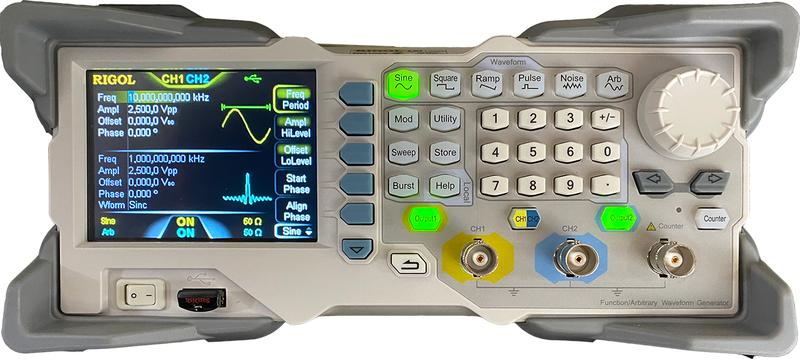 RIGOL CH1 CH2
Freq 10,000,000,000 kHz
Ampl 2,500,0 Vpp
Offset 0,000,0 VDC
Phase 0,000 °
Freq 1,000,000,000 kHz
Ampl 2,500,0 Vpp
Offset 0,000,0 VDC
Phase 0,000 °
Wform Sinc
Sine ON 50 Ω
Arb ON 50 Ω
Freq
Period
Ampl
HiLevel
Offset
LoLevel
Start
Phase
Align
Phase
Sine
Waveform
Sine Square Ramp Pulse Noise Arb
Mod Utility 1 2 3 +/-
Sweep Store 4 5 6 0
Burst Help 7 8 9 .
Local
Output1 CH1CH2 Output2 Counter
CH1 CH2 Counter
Function/Arbitrary Waveform Generator